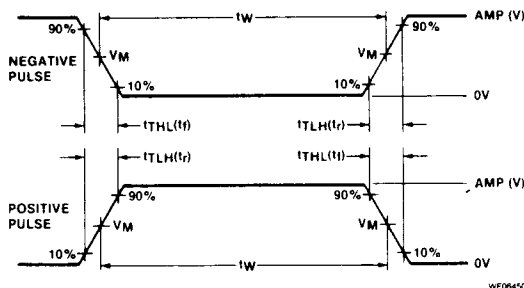 tW
AMP (V)
90%
90%
NEGATIVE
PULSE
VM
VM
10%
10%
0V
tTHL(tf)
tTLH(tr)
tTLH(tr)
tTHL(tf)
AMP (V)
90%
90%
POSITIVE
PULSE
VM
VM
10%
10%
tW
0V
WF06450